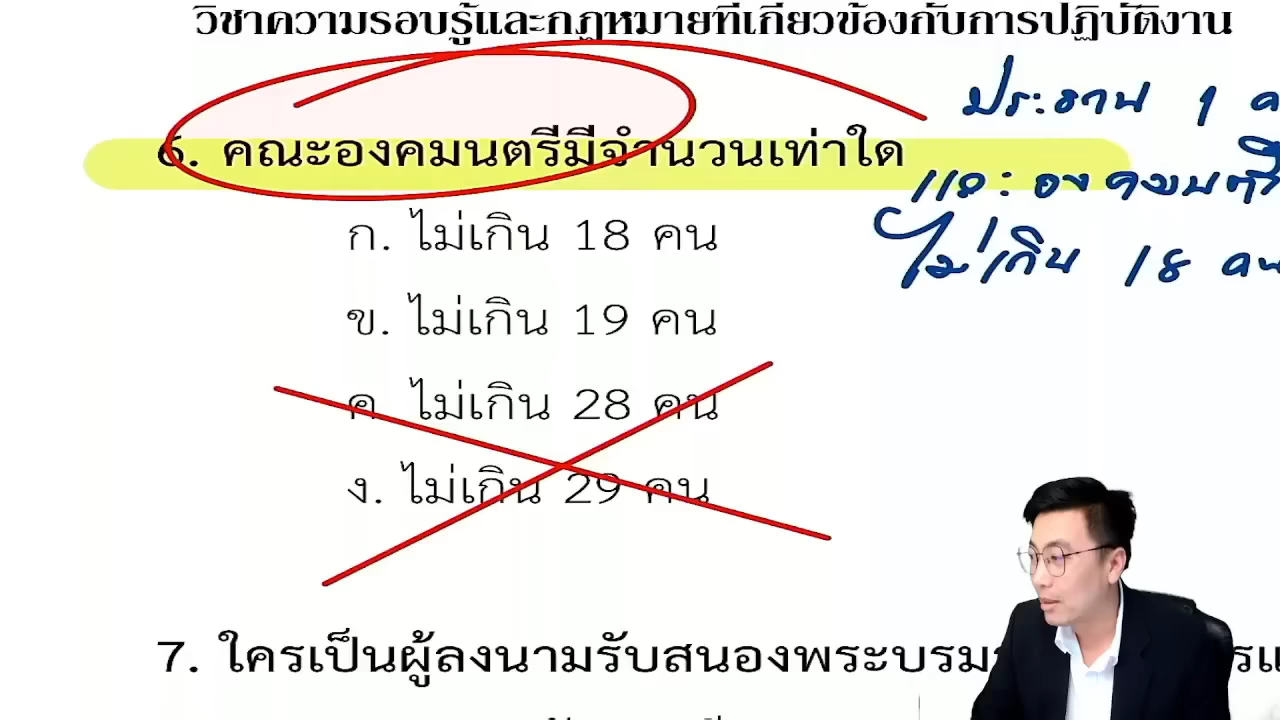 วิชาความรอบรู้และกฎหมายที่เกี่ยวข้องกับการปฏิบัติงาน
ประธาน 1 ค
6. คณะองคมนตรีมีจำนวนเท่าใด
และองคมนตรี
ก. ไม่เกิน 18 คน
ไม่เกิน 18 คน
ข. ไม่เกิน 19 คน
ค. ไม่เกิน 28 คน
ง. ไม่เกิน 29 คน
7. ใครเป็นผู้ลงนามรับสนองพระบรม